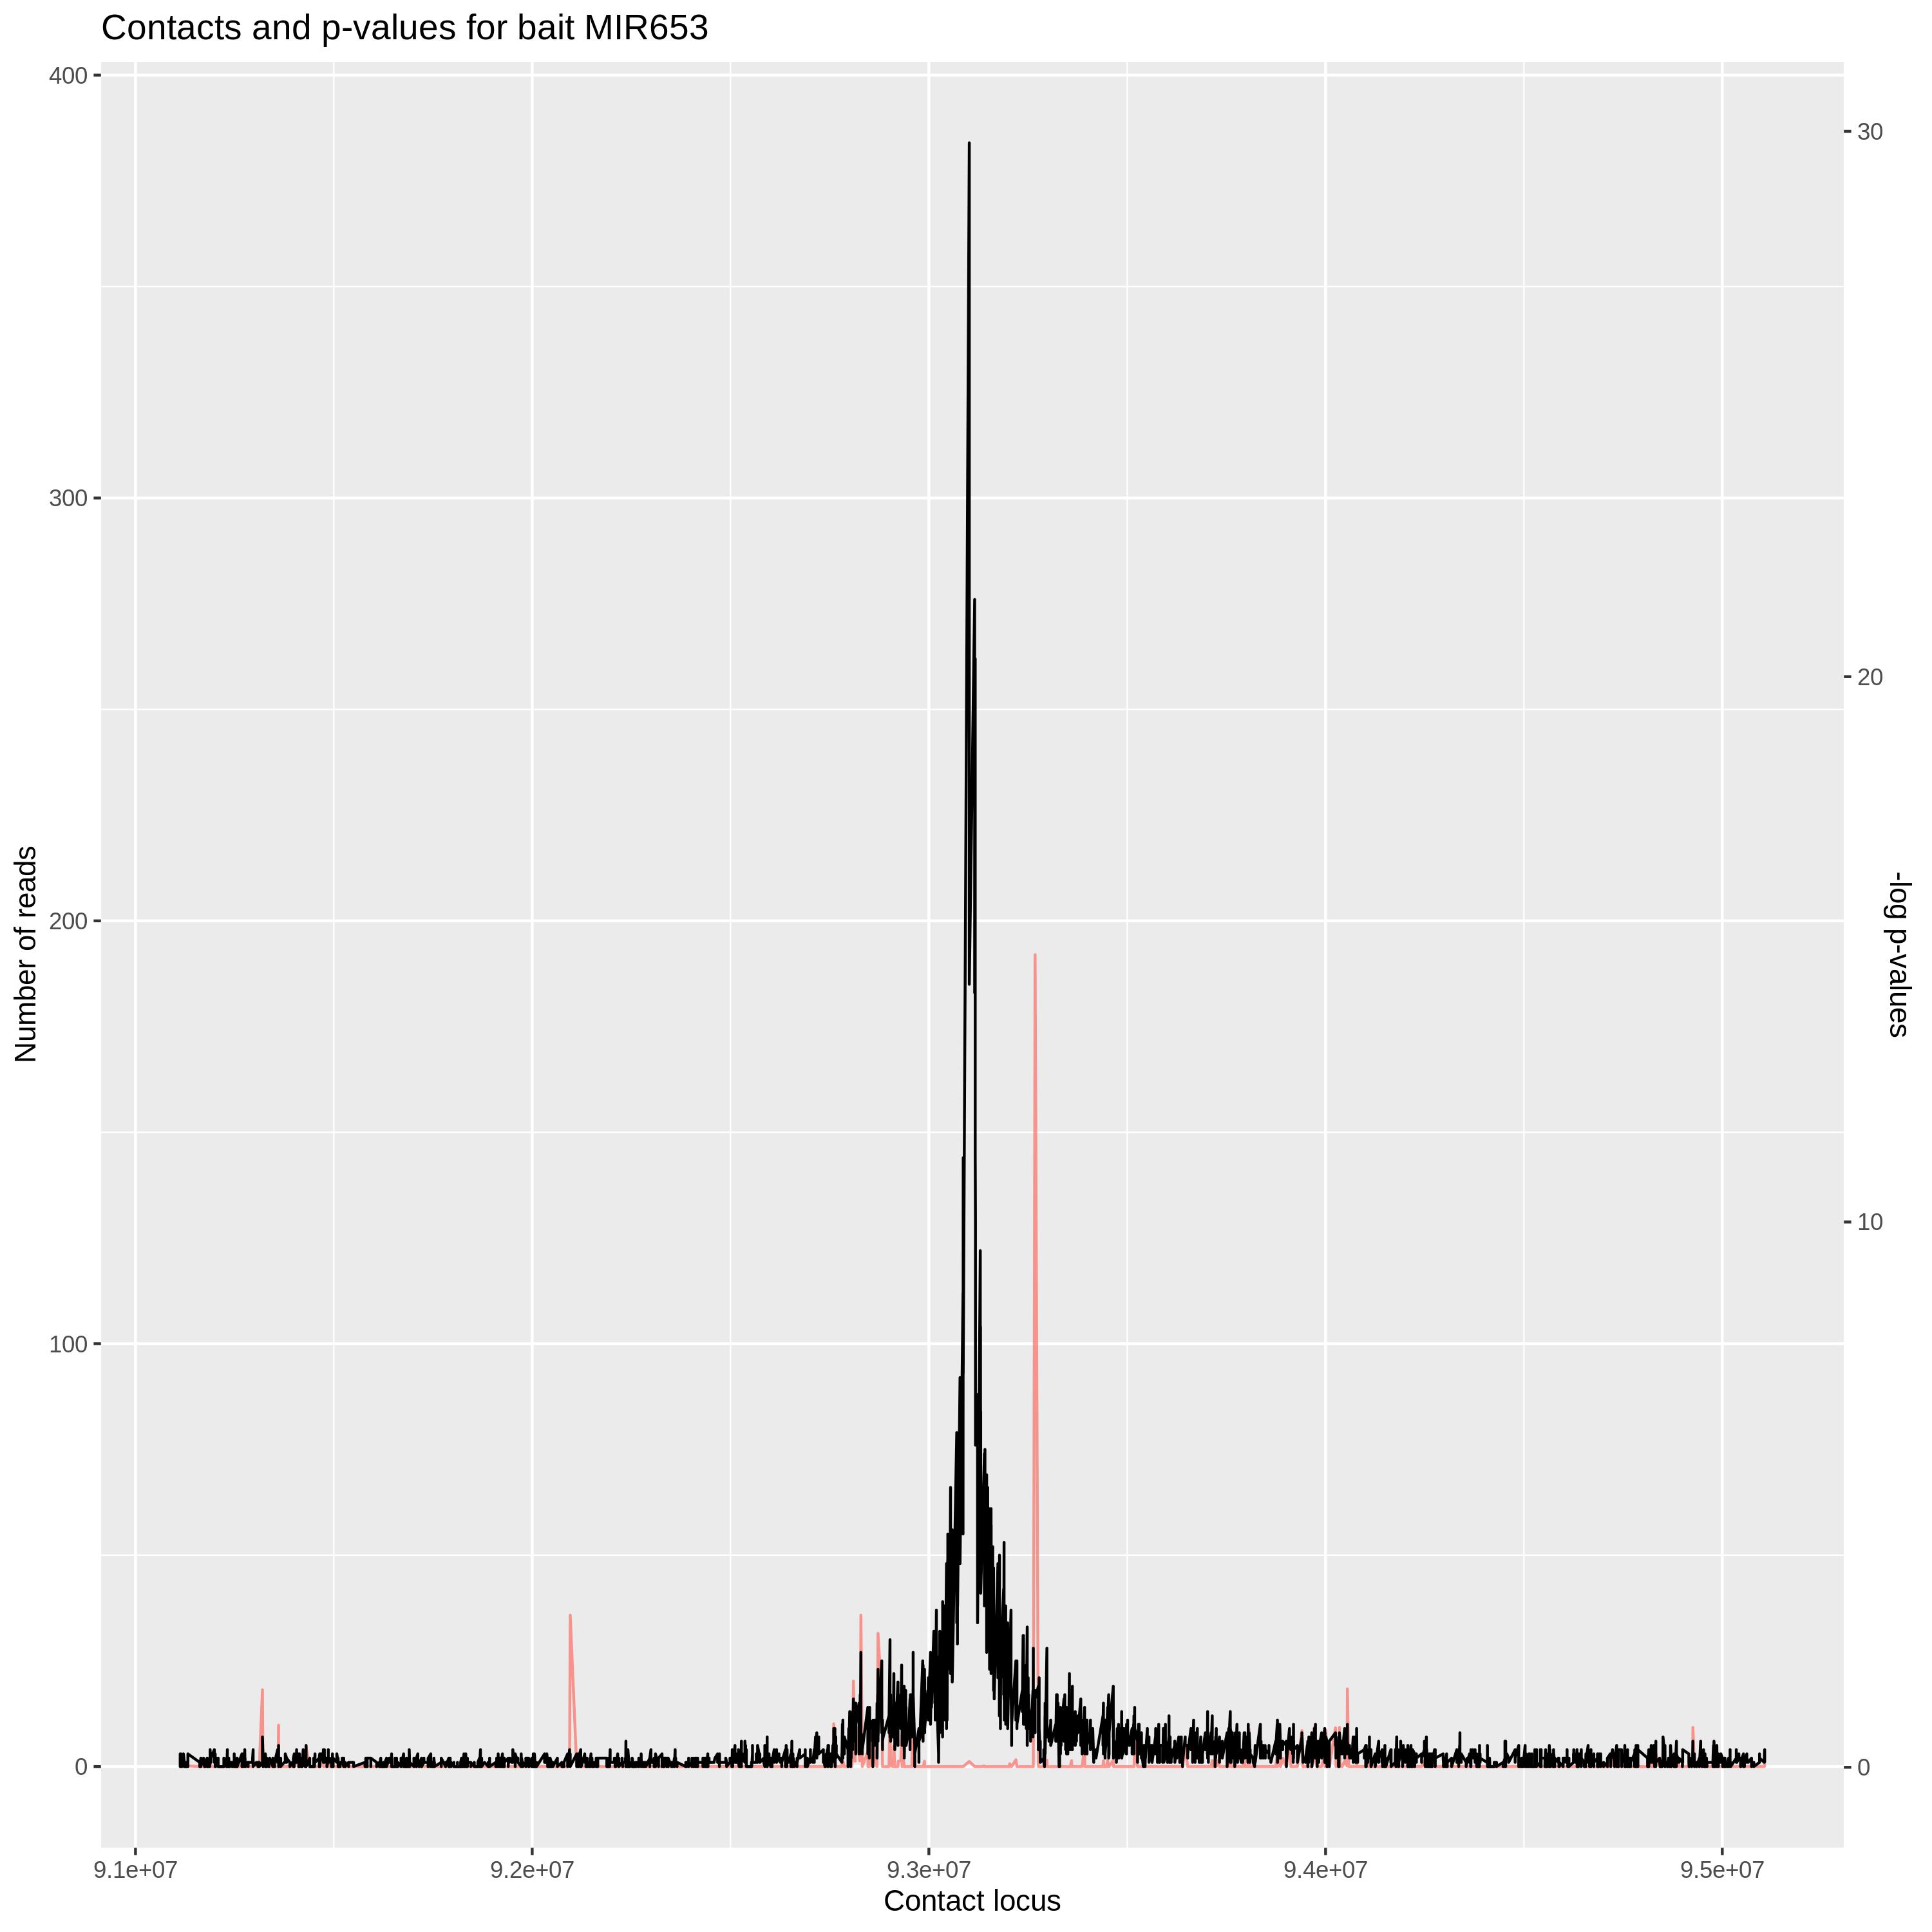 Contacts and p-values for bait MIR653
400
300
200
100
0
Number of reads
30
20
10
0
-log p-values
9.1e+07 9.2e+07 9.3e+07 9.4e+07 9.5e+07
Contact locus